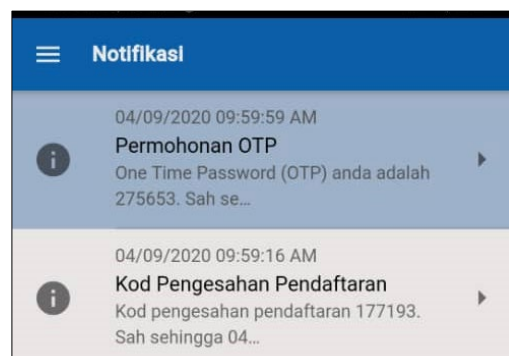 Notifikasi
04/09/2020 09:59:59 AM
Permohonan OTP
One Time Password (OTP) anda adalah
275653. Sah se...
04/09/2020 09:59:16 AM
Kod Pengesahan Pendaftaran
Kod pengesahan pendaftaran 177193.
Sah sehingga 04...